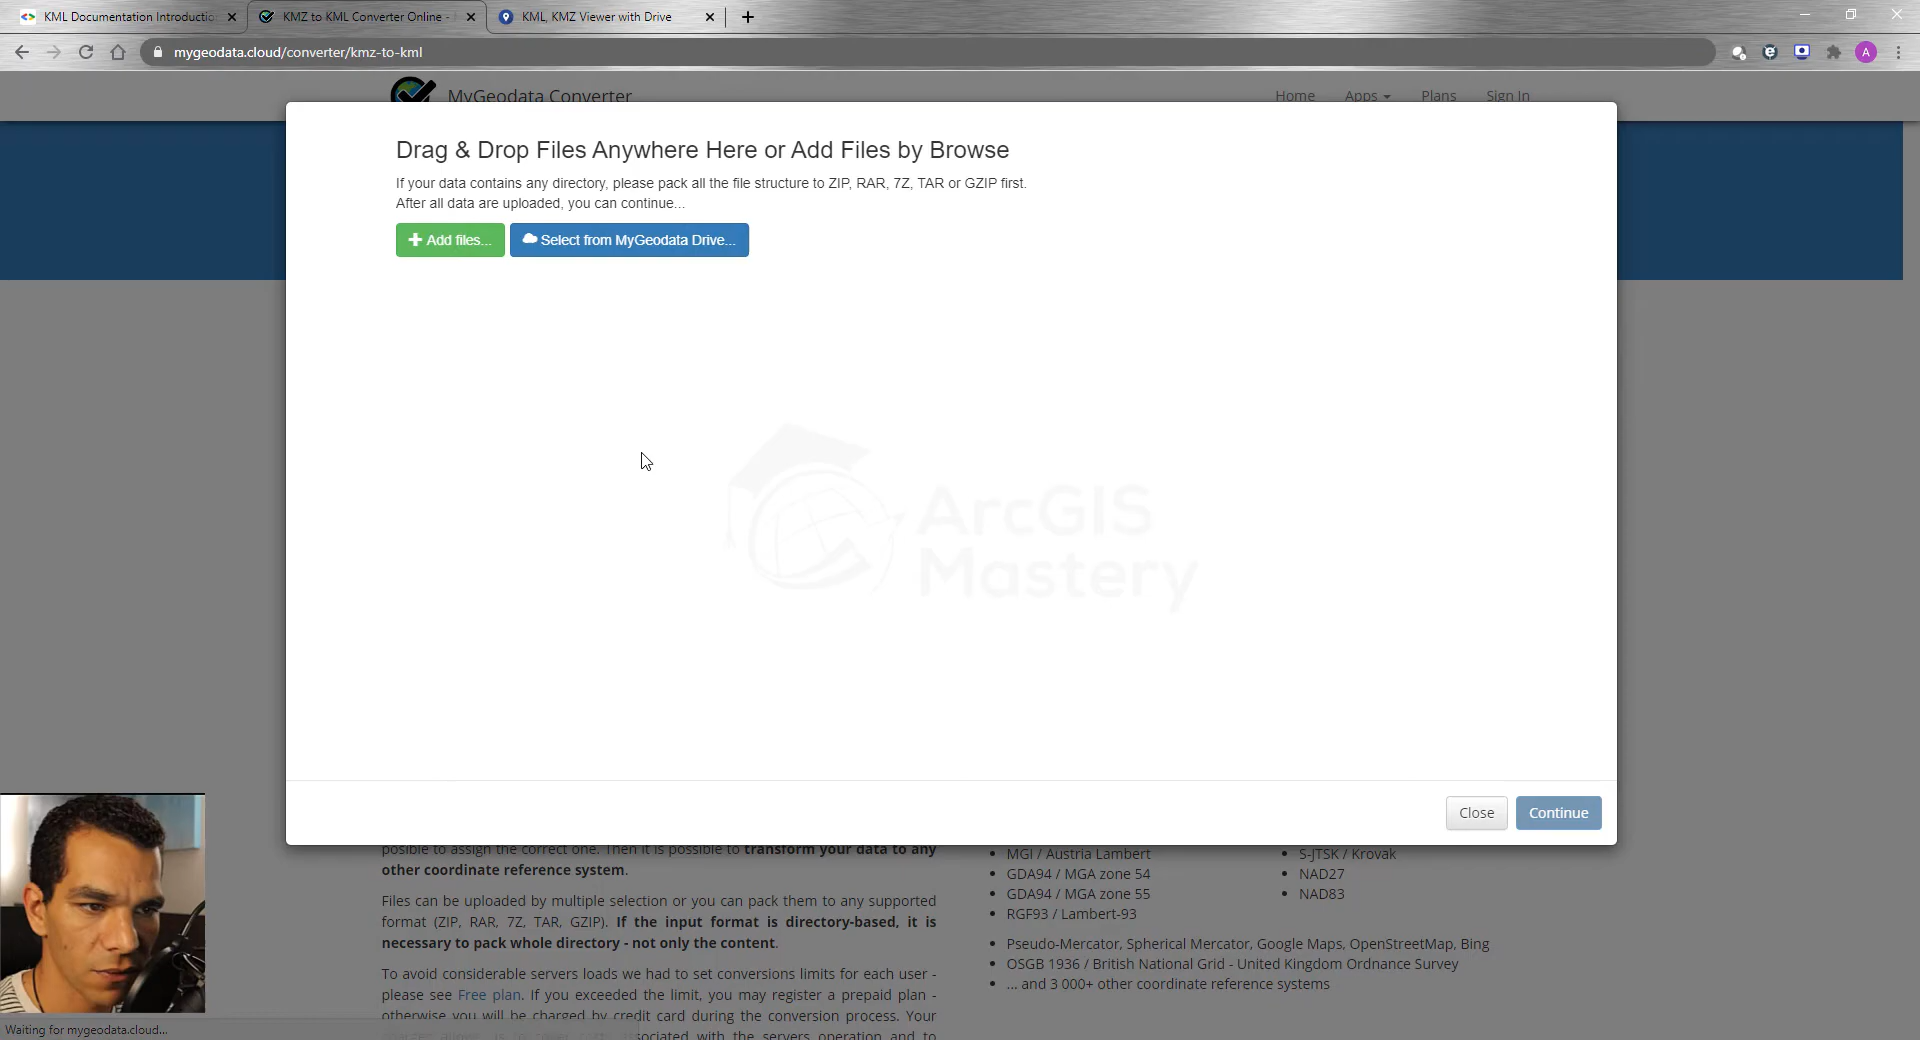 KML Documentation Introductio
KMZ to KML Converter Online -
KML, KMZ Viewer with Drive
mygeodata.cloud/converter/kmz-to-kml
A
MyGeodata Converter
Home
Apps
Plans
Sign In
Drag & Drop Files Anywhere Here or Add Files by Browse
If your data contains any directory, please pack all the file structure to ZIP, RAR, 7Z, TAR or GZIP first.
After all data are uploaded, you can continue...
Add files...
Select from MyGeodata Drive...
ArcGIS
Mastery
Close
Continue
posible to assign the correct one. Then it is possible to transform your data to any
other coordinate reference system.
Files can be uploaded by multiple selection or you can pack them to any supported
format (ZIP, RAR, 7Z, TAR, GZIP). If the input format is directory-based, it is
necessary to pack whole directory - not only the content.
To avoid considerable servers loads we had to set conversions limits for each user -
please see Free plan. If you exceeded the limit, you may register a prepaid plan -
otherwise you will be charged by credit card during the conversion process. Your
associated with the servers operation and to
MGI / Austria Lambert
GDA94 / MGA zone 54
GDA94 / MGA zone 55
RGF93 / Lambert-93
S-JTSK / Krovak
NAD27
NAD83
Pseudo-Mercator, Spherical Mercator, Google Maps, OpenStreetMap, Bing
OSGB 1936 / British National Grid - United Kingdom Ordnance Survey
... and 3 000+ other coordinate reference systems
Waiting for mygeodata.cloud...